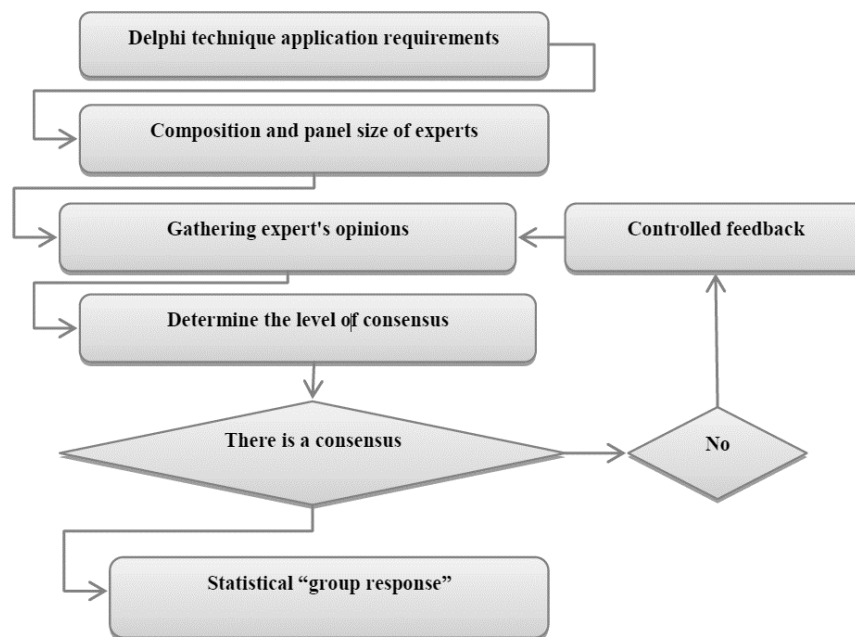 Delphi technique application requirements
Composition and panel size of experts
Gathering expert's opinions
Controlled feedback
Determine the level of consensus
There is a consensus
No
Statistical “group response”